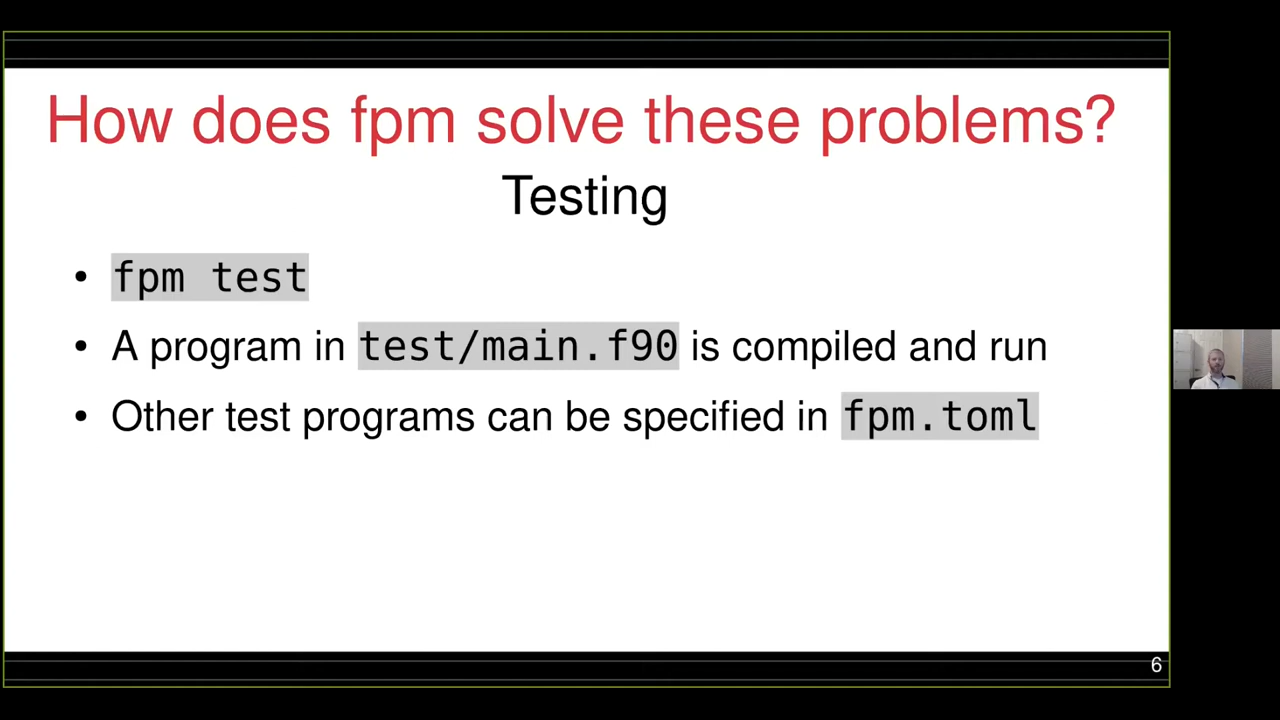 How does fpm solve these problems?
Testing
• fpm test
• A program in test/main.f90 is compiled and run
• Other test programs can be specified in fpm.toml
6